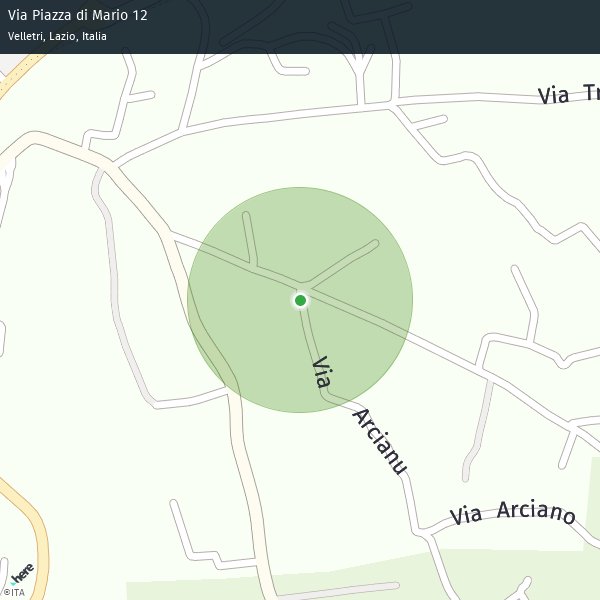 Via Piazza di Mario 12
Velletri, Lazio, Italia
Via Tr
Via
Arcianu
Via Arciano
here
©ITA